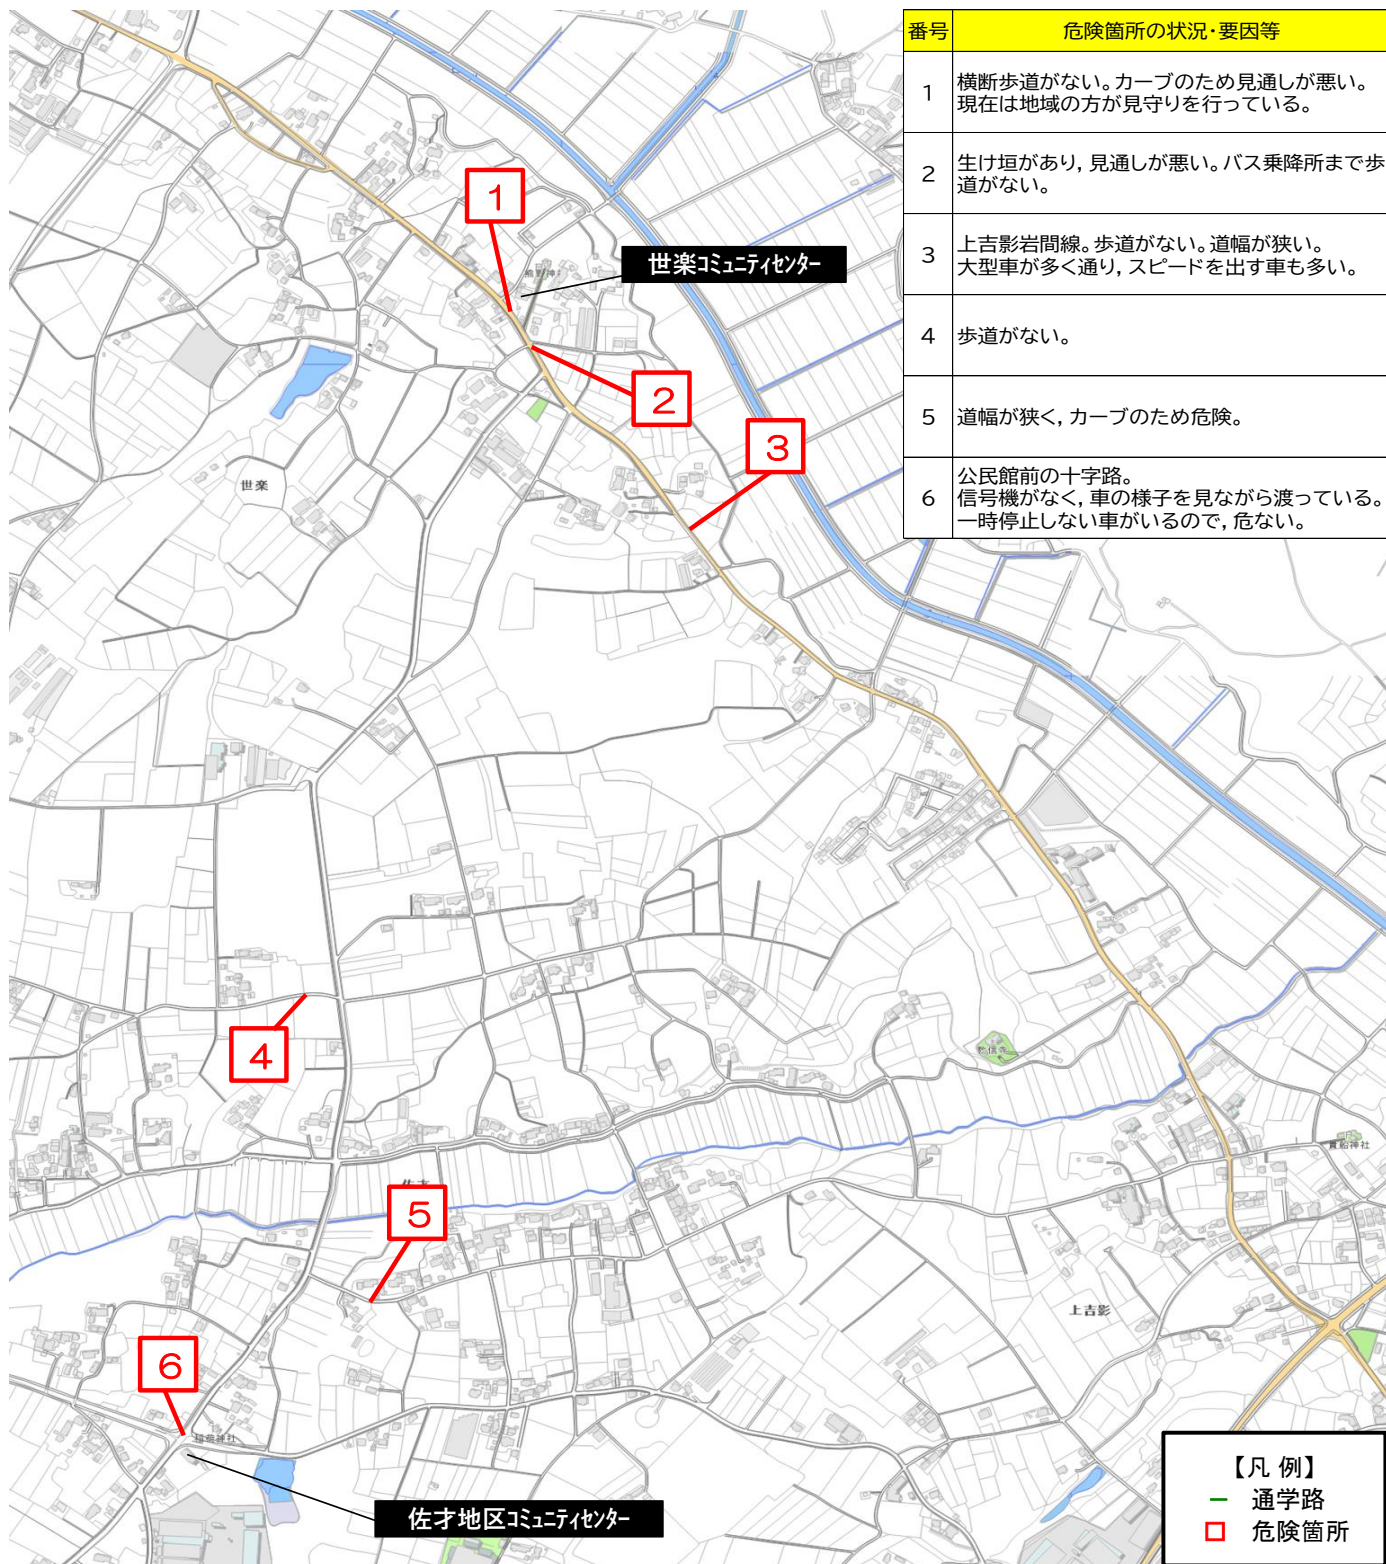 番号 危険箇所の状況・要因等
1 横断歩道がない。カーブのため見通しが悪い。
現在は地域の方が見守りを行っている。
2 生け垣があり，見通しが悪い。バス乗降所まで歩
道がない。
3 上吉影岩間線。歩道がない。道幅が狭い。
大型車が多く通り，スピードを出す車も多い。
4 歩道がない。
5 道幅が狭く，カーブのため危険。
6 公民館前の十字路。
信号機がなく，車の様子を見ながら渡っている。
一時停止しない車がいるので，危ない。
1
世楽コミュニティセンター
2
3
世楽
4
5
貴船神社
上吉影
6
稲荷神社
佐才地区コミュニティセンター
【凡 例】
通学路
危険箇所